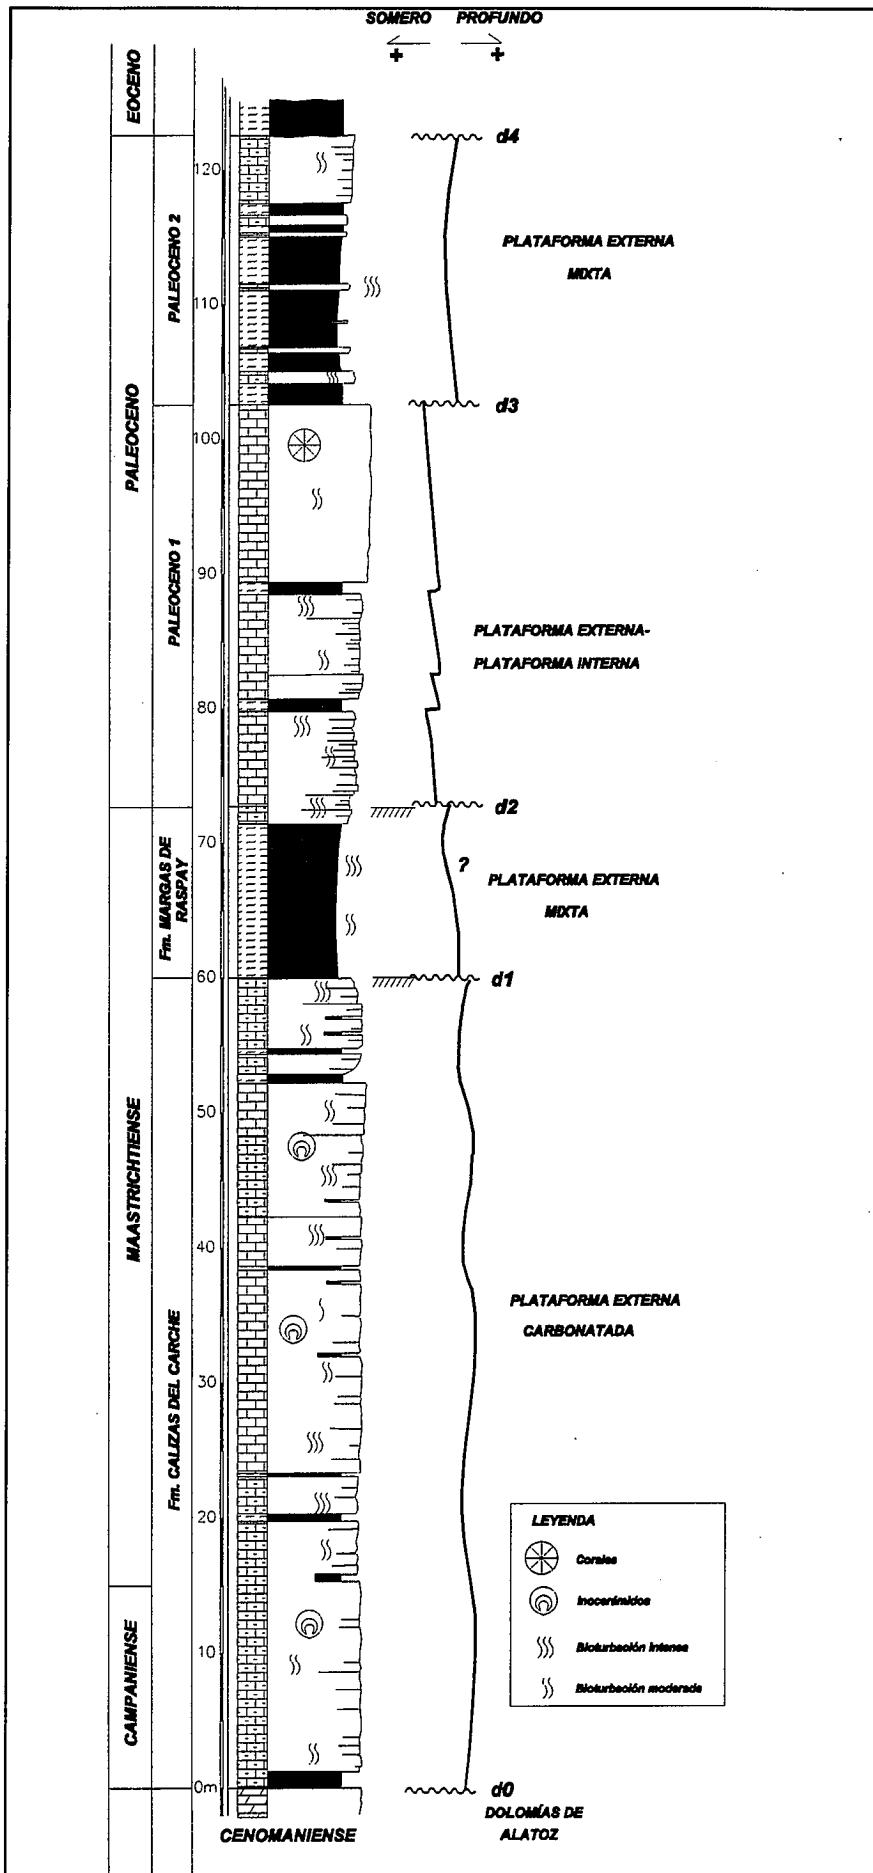 SOMERO PROFUNDO
+ +
EOCENO
d4
120
PLATAFORMA EXTERNA
MIXTA
PALEOCENO 2
110
PALEOCENO
d3
100
90
PALEOCENO 1
PLATAFORMA EXTERNA-
PLATAFORMA INTERNA
80
d2
70
?
Fm. MARGAS DE
RASPAY
PLATAFORMA EXTERNA
MIXTA
60
d1
50
MAASTRICHTIENSE
40
PLATAFORMA EXTERNA
CARBONATADA
30
Fm. CALIZAS DEL CARCHE
20
LEYENDA
Corales
Inocerámidos
Bioturbación intensa
Bioturbación moderada
10
CAMPANIENSE
0m
d0
DOLOMÍAS DE
ALATOZ
CENOMANIENSE